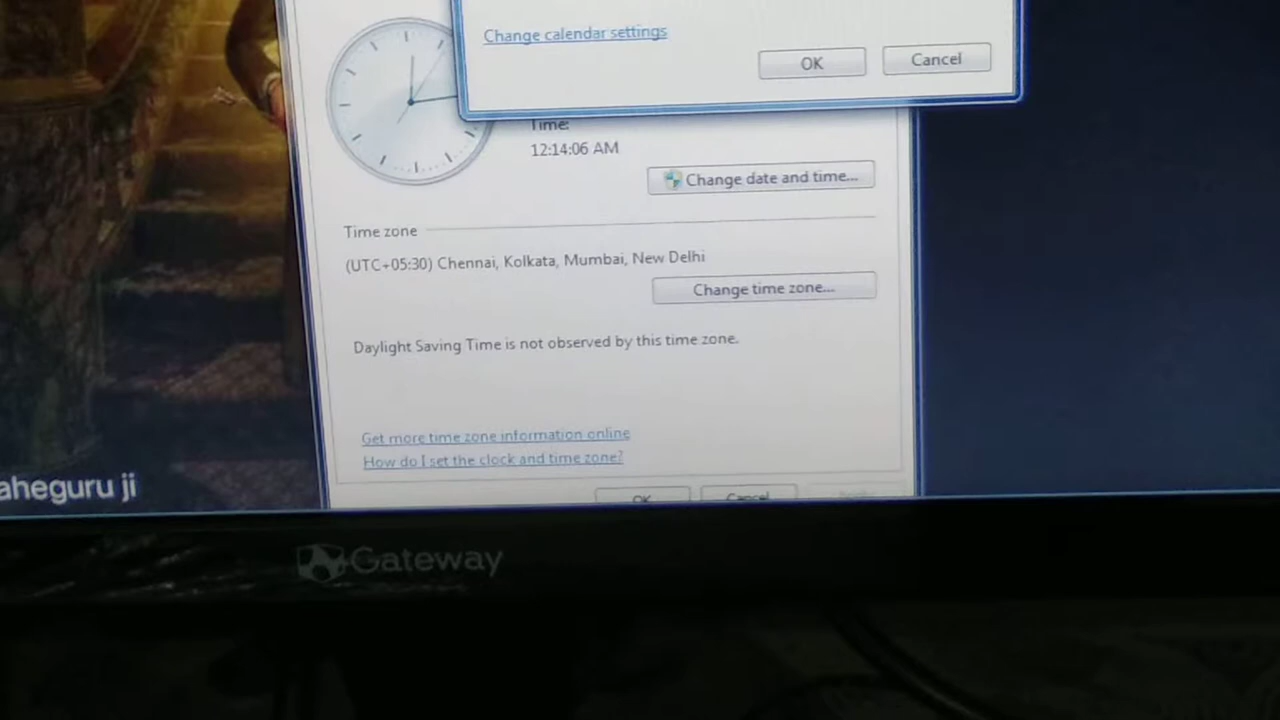 Change calendar settings
OK
Cancel
Time:
12:14:06 AM
Change date and time...
Time zone
(UTC+05:30) Chennai, Kolkata, Mumbai, New Delhi
Change time zone...
Daylight Saving Time is not observed by this time zone.
Get more time zone information online
How do I set the clock and time zone?
OK
Cancel
aheguru ji
Gateway